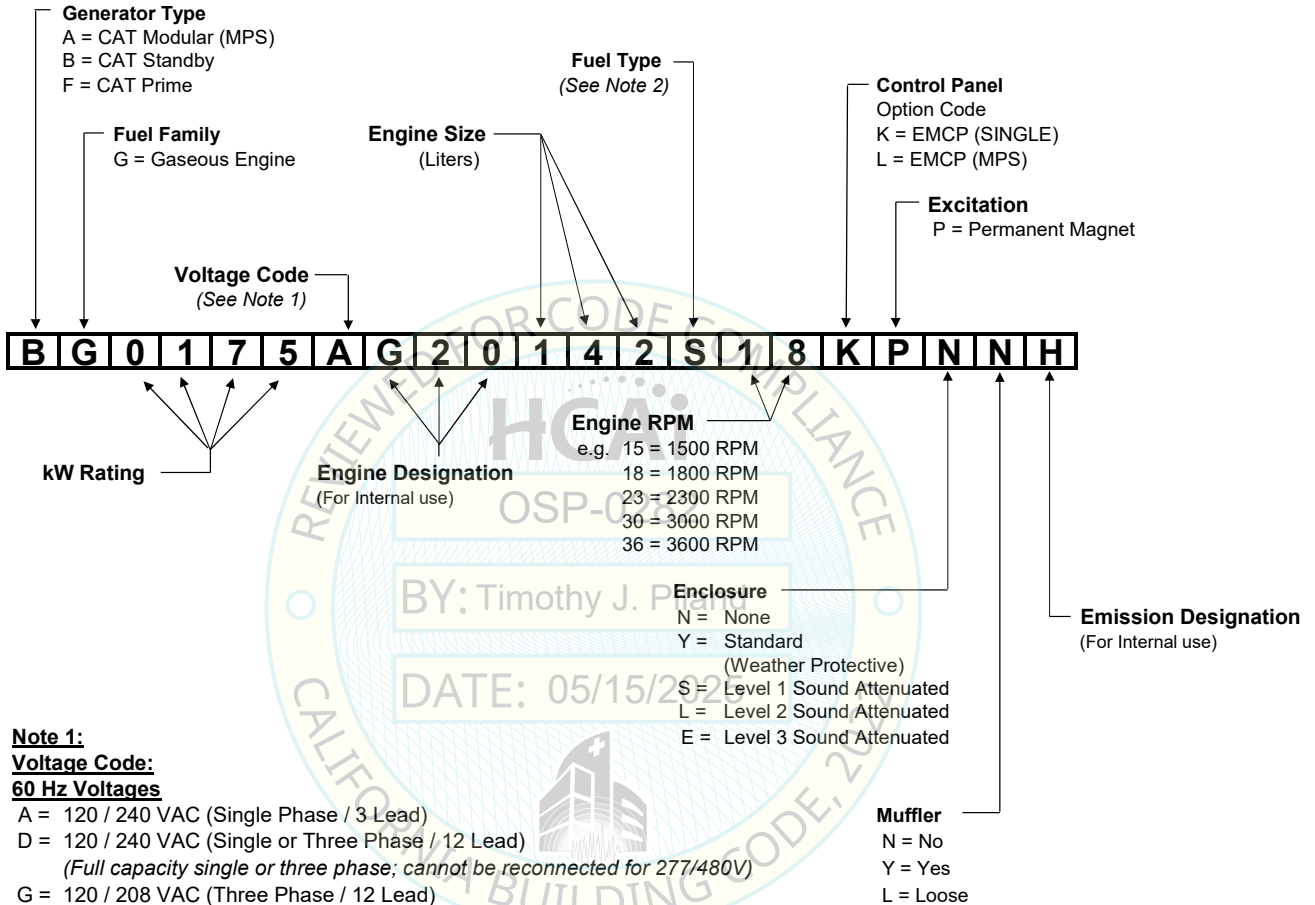 Generator Type
A = CAT Modular (MPS)
B = CAT Standby
F = CAT Prime
Fuel Family
G = Gaseous Engine
Engine Size
(Liters)
Fuel Type
(See Note 2)
Control Panel
Option Code
K = EMCP (SINGLE)
L = EMCP (MPS)
Excitation
P = Permanent Magnet
Voltage Code
(See Note 1)
B G 0 1 7 5 A G 2 0 1 4 2 S 1 8 K P N N H
kW Rating
Engine Designation
(For Internal use)
Engine RPM
e.g. 15 = 1500 RPM
18 = 1800 RPM
23 = 2300 RPM
30 = 3000 RPM
36 = 3600 RPM
Enclosure
N = None
Y = Standard
(Weather Protective)
S = Level 1 Sound Attenuated
L = Level 2 Sound Attenuated
E = Level 3 Sound Attenuated
Emission Designation
(For Internal use)
Muffler
N = No
Y = Yes
L = Loose
Note 1:
Voltage Code:
60 Hz Voltages
A = 120 / 240 VAC (Single Phase / 3 Lead)
D = 120 / 240 VAC (Single or Three Phase / 12 Lead)
(Full capacity single or three phase; cannot be reconnected for 277/480V)
G = 120 / 208 VAC (Three Phase / 12 Lead)
REVIEWED FOR CODE COMPLIANCE
HCAi
OSP-0282
BY: Timothy J. Piland
DATE: 05/15/2025
CALIFORNIA BUILDING CODE, 2022